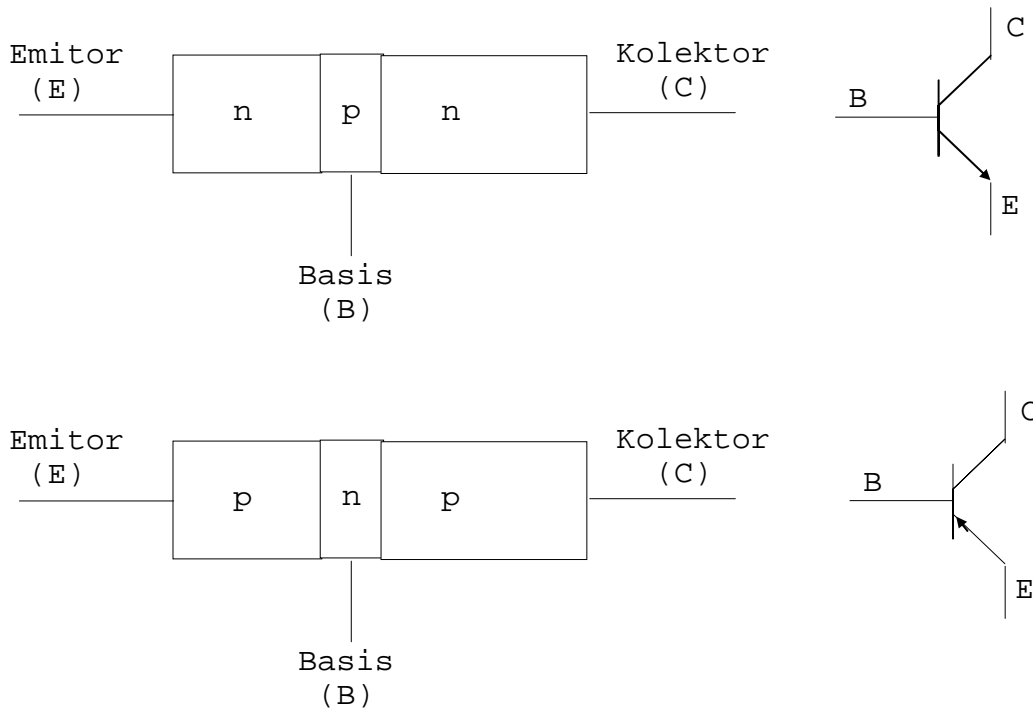 Emitor
(E)
n
p
n
Kolektor
(C)
Basis
(B)
B
C
E
Emitor
(E)
p
n
p
Kolektor
(C)
Basis
(B)
B
C
E